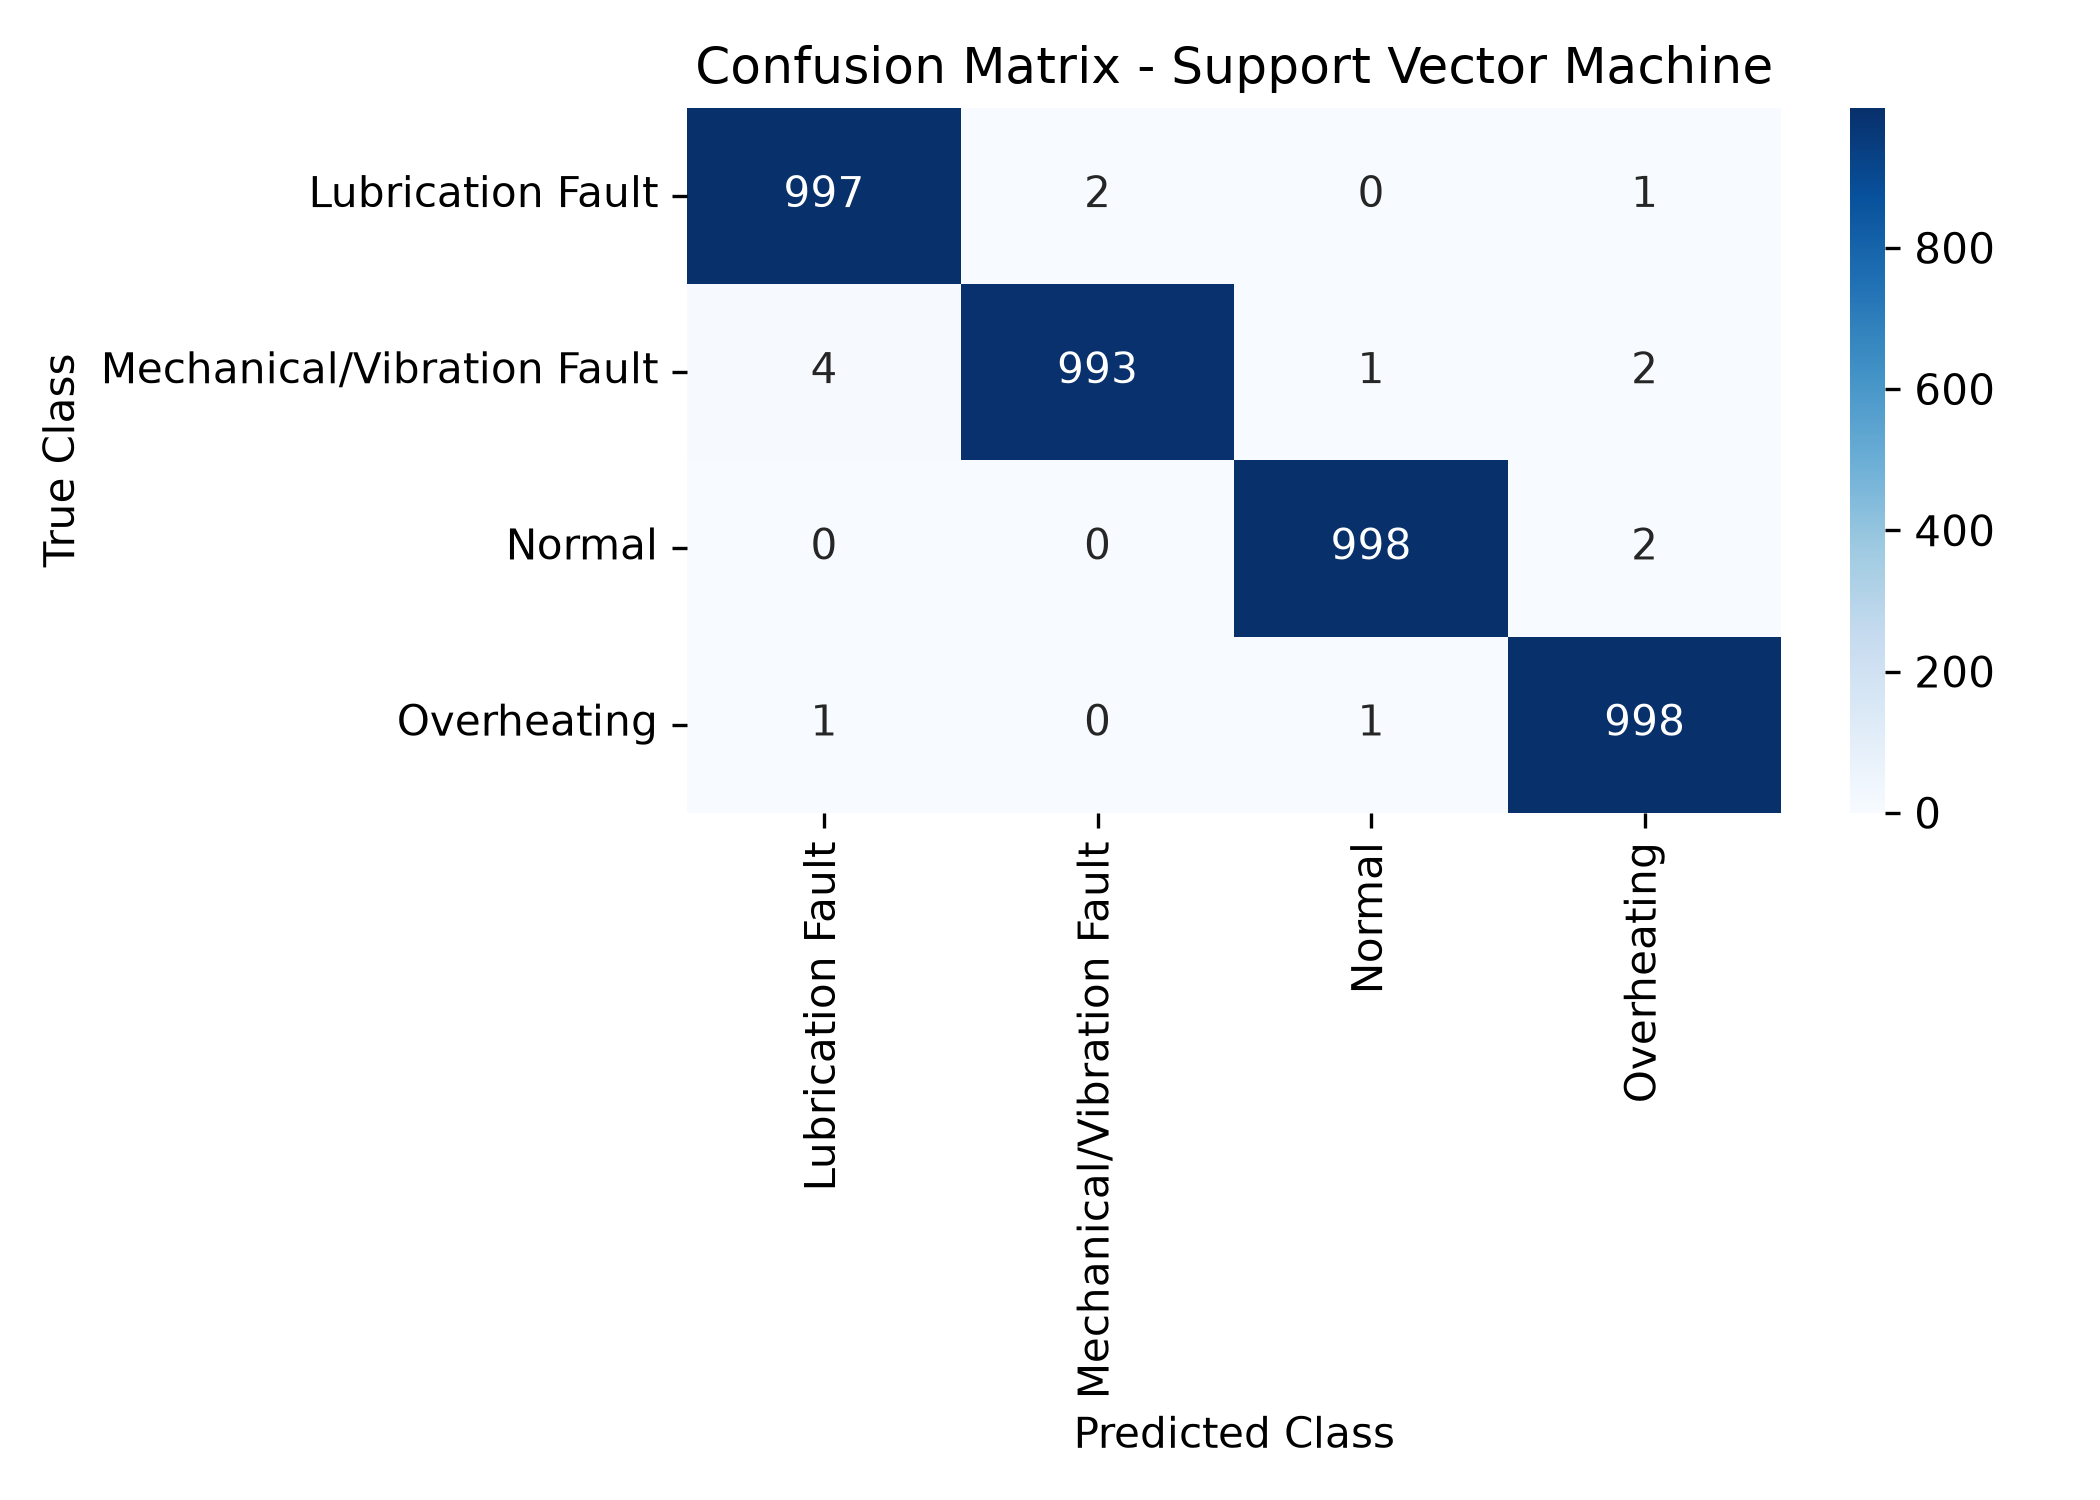 Confusion Matrix - Support Vector Machine
True Class
Lubrication Fault 997 2 0 1
Mechanical/Vibration Fault 4 993 1 2
Normal 0 0 998 2
Overheating 1 0 1 998
Lubrication Fault
Mechanical/Vibration Fault
Normal
Overheating
Predicted Class
800
600
400
200
0